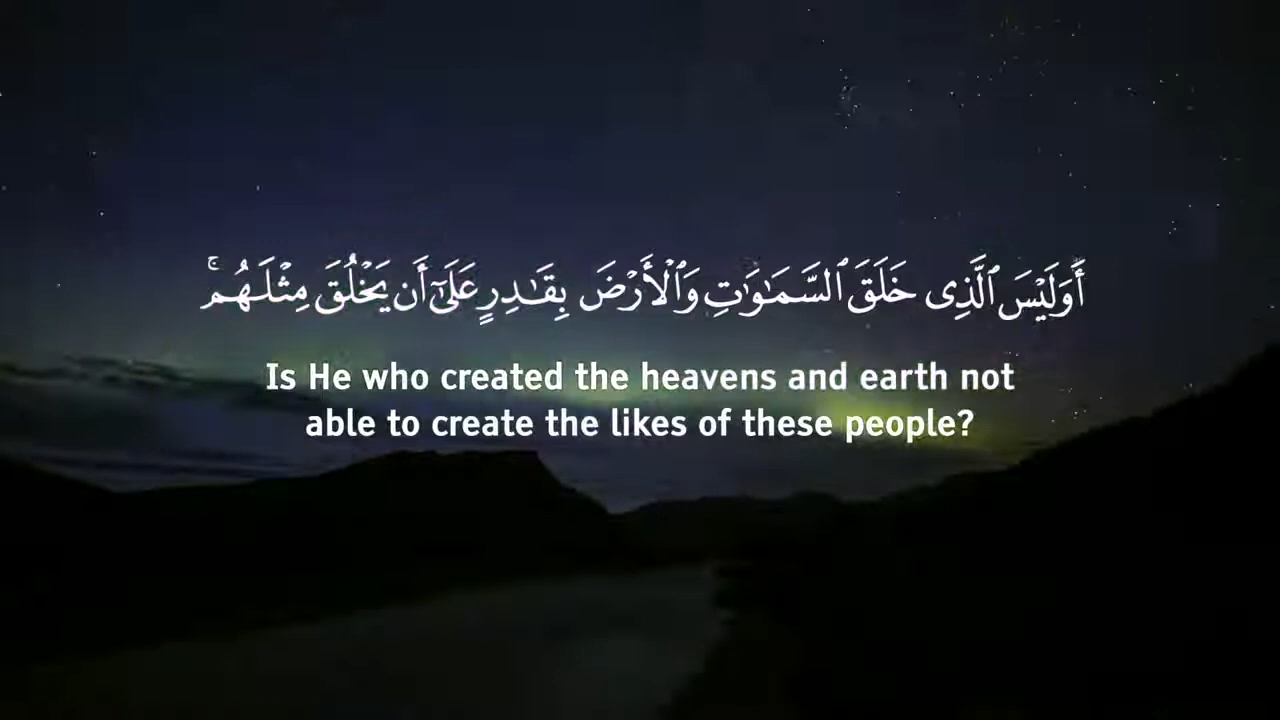 أَوَلَيْسَ ٱلَّذِى خَلَقَ ٱلسَّمَـٰوَٰتِ وَٱلْأَرْضَ بِقَـٰدِرٍ عَلَىٰٓ أَن يَخْلُقَ مِثْلَهُم ۚ
Is He who created the heavens and earth not
able to create the likes of these people?